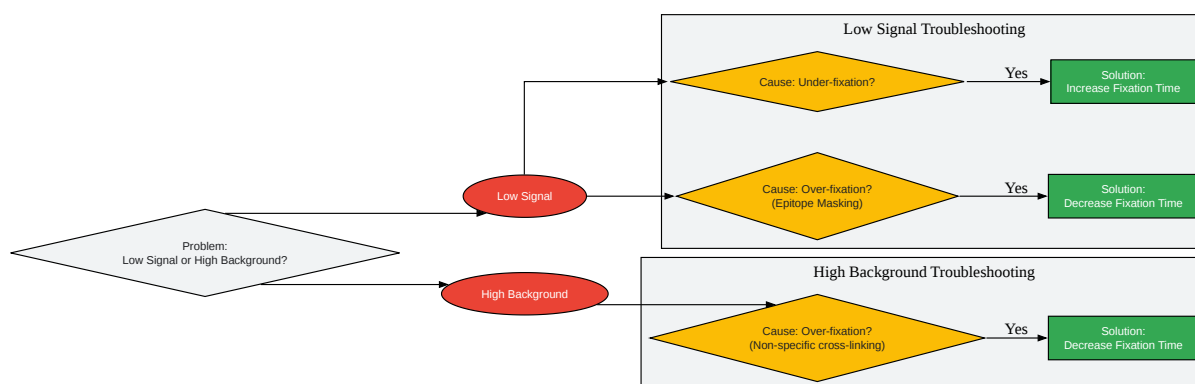 Low Signal Troubleshooting
Cause: Under-fixation?
Yes
Solution:
Increase Fixation Time
Low Signal
Cause: Over-fixation?
(Epitope Masking)
Yes
Solution:
Decrease Fixation Time
Problem:
Low Signal or High Background?
High Background Troubleshooting
High Background
Cause: Over-fixation?
(Non-specific cross-linking)
Yes
Solution:
Decrease Fixation Time